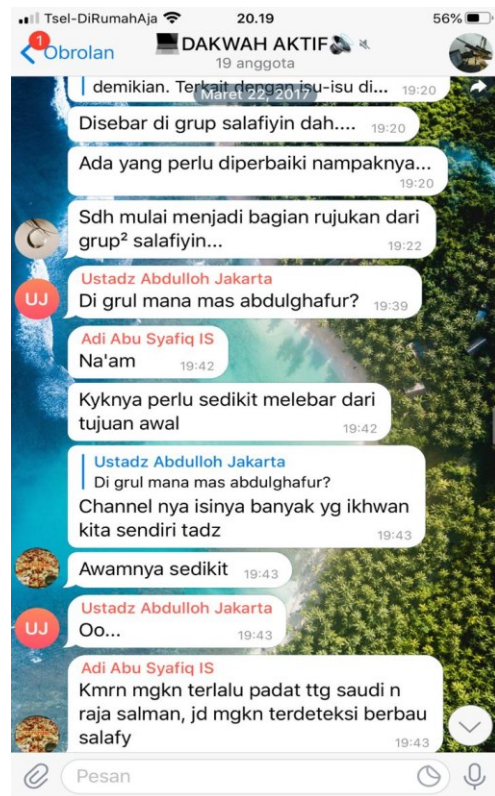 Tsel-DiRumahAja 20.19 56%
1
Obrolan
DAKWAH AKTIF
19 anggota
demikian. Terkait dengan isu-isu di... 19:20
Maret 22, 2017
Disebar di grup salafiyin dah.... 19:20
Ada yang perlu diperbaiki nampaknya...
19:20
Sdh mulai menjadi bagian rujukan dari
grup² salafiyin... 19:22
Ustadz Abdulloh Jakarta
UJ
Di grul mana mas abdulghafur? 19:39
Adi Abu Syafiq IS
Na'am 19:42
Kyknya perlu sedikit melebar dari
tujuan awal 19:42
Ustadz Abdulloh Jakarta
Di grul mana mas abdulghafur?
Channel nya isinya banyak yg ikhwan
kita sendiri tadz 19:43
Awamnya sedikit 19:43
Ustadz Abdulloh Jakarta
UJ
Oo... 19:43
Adi Abu Syafiq IS
Kmrn mgkn terlalu padat ttg saudi n
raja salman, jd mgkn terdeteksi berbau
salafy 19:43
Pesan